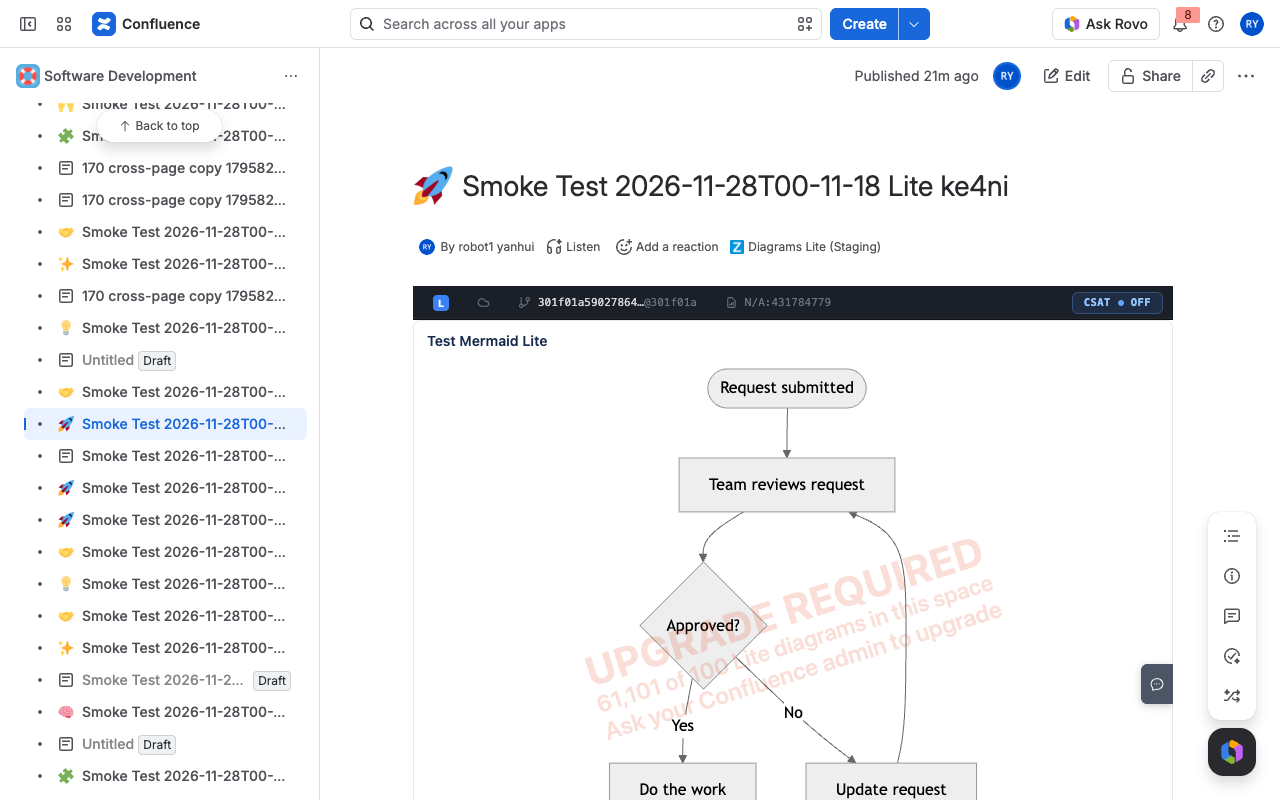 Confluence
Search across all your apps
Create
Ask Rovo
8
RY
Software Development
Smoke Test 2026-11-28T00-...
Back to top
Sm...-28T00-...
170 cross-page copy 179582...
170 cross-page copy 179582...
Smoke Test 2026-11-28T00-...
Smoke Test 2026-11-28T00-...
170 cross-page copy 179582...
Smoke Test 2026-11-28T00-...
Untitled Draft
Smoke Test 2026-11-28T00-...
Smoke Test 2026-11-28T00-...
Smoke Test 2026-11-28T00-...
Smoke Test 2026-11-28T00-...
Smoke Test 2026-11-28T00-...
Smoke Test 2026-11-28T00-...
Smoke Test 2026-11-28T00-...
Smoke Test 2026-11-28T00-...
Smoke Test 2026-11-28T00-...
Smoke Test 2026-11-2... Draft
Smoke Test 2026-11-28T00-...
Untitled Draft
Smoke Test 2026-11-28T00-...
Published 21m ago
RY
Edit
Share
Smoke Test 2026-11-28T00-11-18 Lite ke4ni
RY By robot1 yanhui
Listen
Add a reaction
Diagrams Lite (Staging)
L
301f01a59027864…@301f01a
N/A:431784779
CSAT ● OFF
Test Mermaid Lite
Request submitted
Team reviews request
Approved?
UPGRADE REQUIRED
61,101 of 100 Lite diagrams in this space
Ask your Confluence admin to upgrade
Yes
No
Do the work
Update request